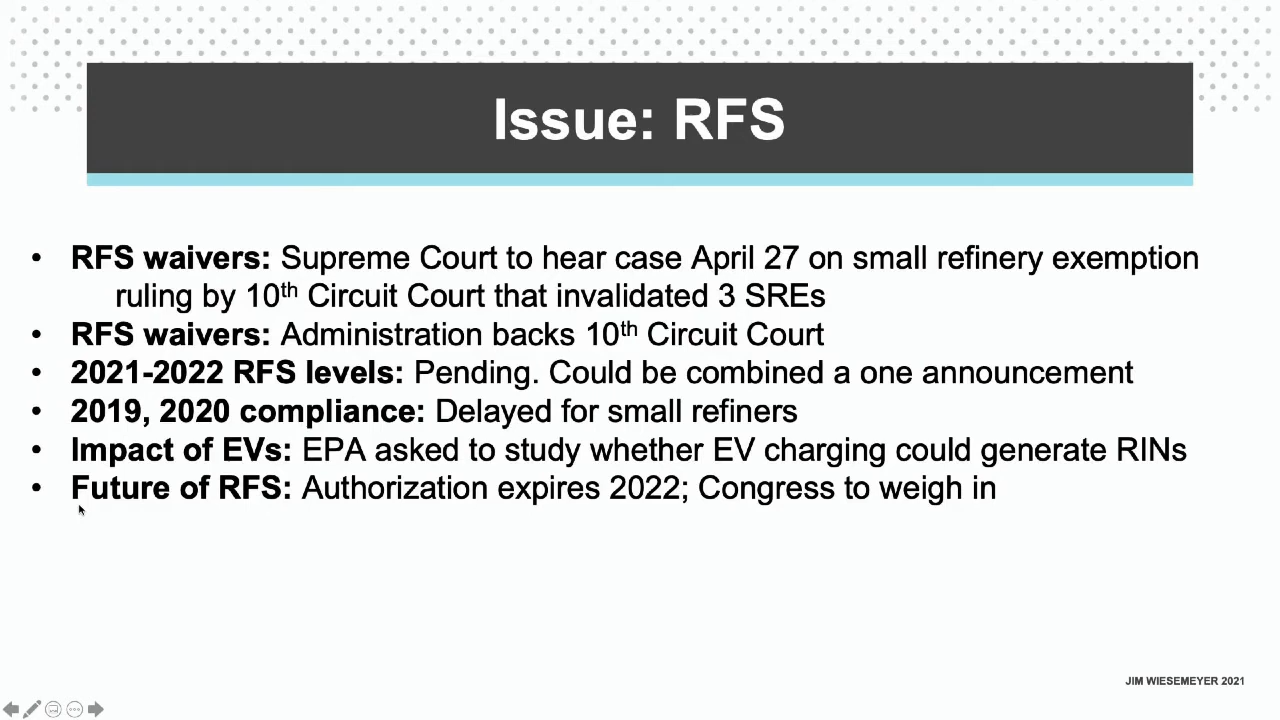 Issue: RFS
• RFS waivers: Supreme Court to hear case April 27 on small refinery exemption
ruling by 10th Circuit Court that invalidated 3 SREs
• RFS waivers: Administration backs 10th Circuit Court
• 2021-2022 RFS levels: Pending. Could be combined a one announcement
• 2019, 2020 compliance: Delayed for small refiners
• Impact of EVs: EPA asked to study whether EV charging could generate RINs
• Future of RFS: Authorization expires 2022; Congress to weigh in
JIM WIESEMEYER 2021